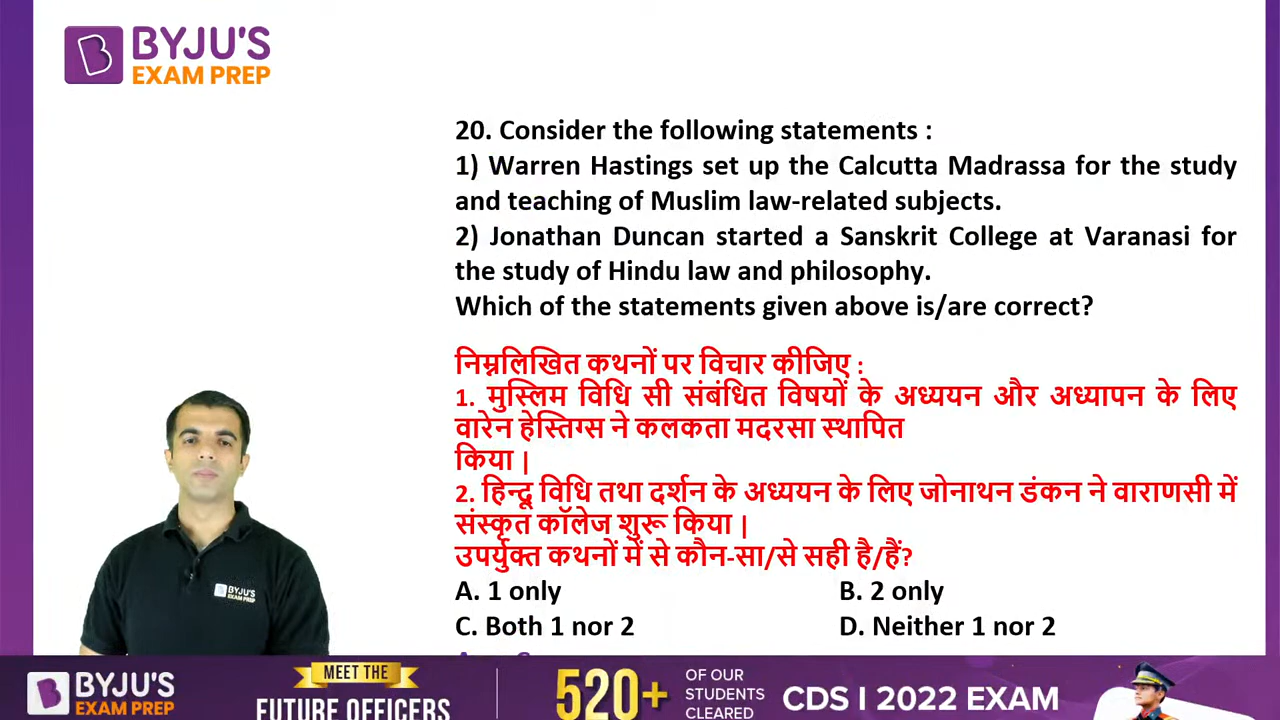 BYJU'S
EXAM PREP
20. Consider the following statements :
1) Warren Hastings set up the Calcutta Madrassa for the study
and teaching of Muslim law-related subjects.
2) Jonathan Duncan started a Sanskrit College at Varanasi for
the study of Hindu law and philosophy.
Which of the statements given above is/are correct?
निम्नलिखित कथनों पर विचार कीजिए :
1. मुस्लिम विधि सी संबंधित विषयों के अध्ययन और अध्यापन के लिए
वारेन हेस्तिग्स ने कलकता मदरसा स्थापित
किया |
2. हिन्दू विधि तथा दर्शन के अध्ययन के लिए जोनाथन डंकन ने वाराणसी में
संस्कृत कॉलेज शुरू किया |
उपर्युक्त कथनों में से कौन-सा/से सही है/हैं?
A. 1 only B. 2 only
C. Both 1 nor 2 D. Neither 1 nor 2
BYJU'S
EXAM PREP
BYJU'S
EXAM PREP
MEET THE
FUTURE OFFICERS
520+
OF OUR
STUDENTS
CLEARED
CDS I 2022 EXAM